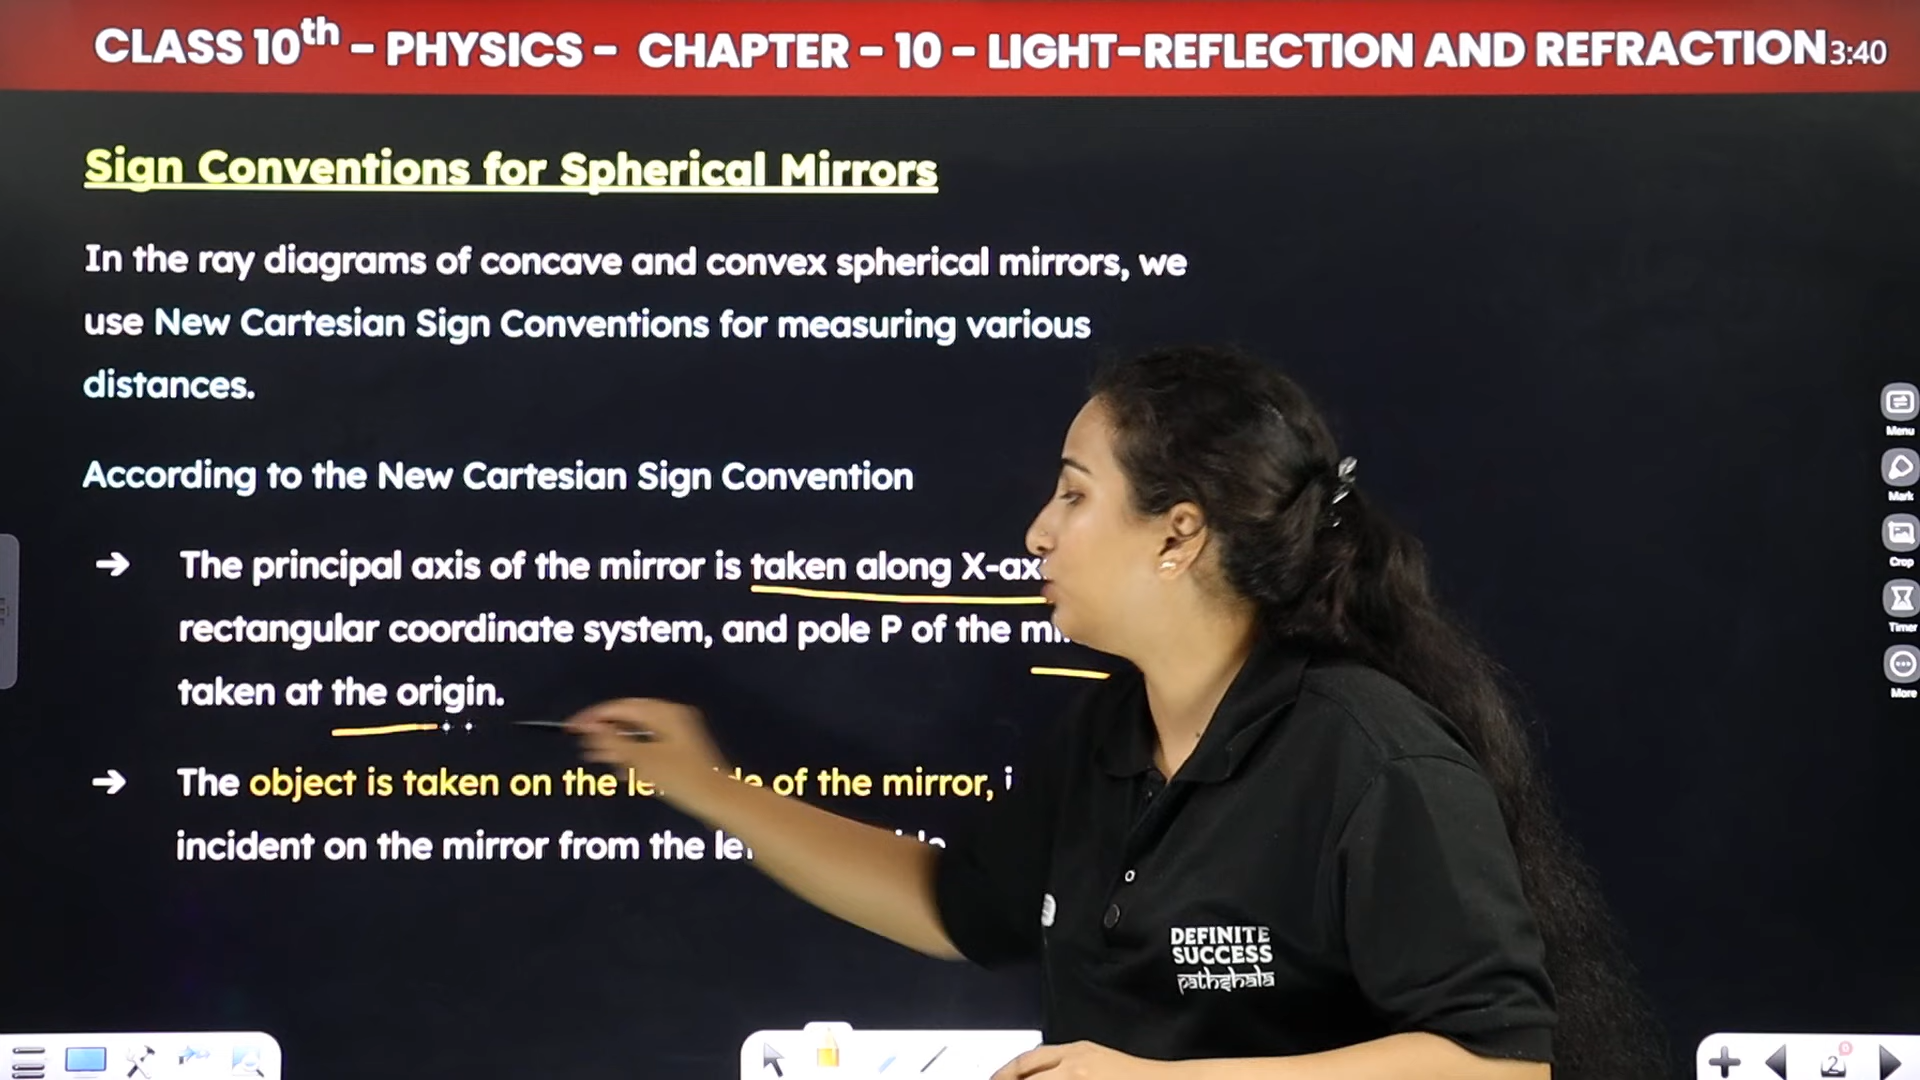 CLASS 10th - PHYSICS - CHAPTER - 10 - LIGHT-REFLECTION AND REFRACTION 3:40
Sign Conventions for Spherical Mirrors
In the ray diagrams of concave and convex spherical mirrors, we
use New Cartesian Sign Conventions for measuring various
distances.
According to the New Cartesian Sign Convention
→ The principal axis of the mirror is taken along
rectangular coordinate system, and pole P of the
taken at the origin.
→ The object is taken on the of the mirror,
incident on the mirror from the
Menu
Mark
Crop
Timer
More
DEFINITE
SUCCESS
pathshala
2